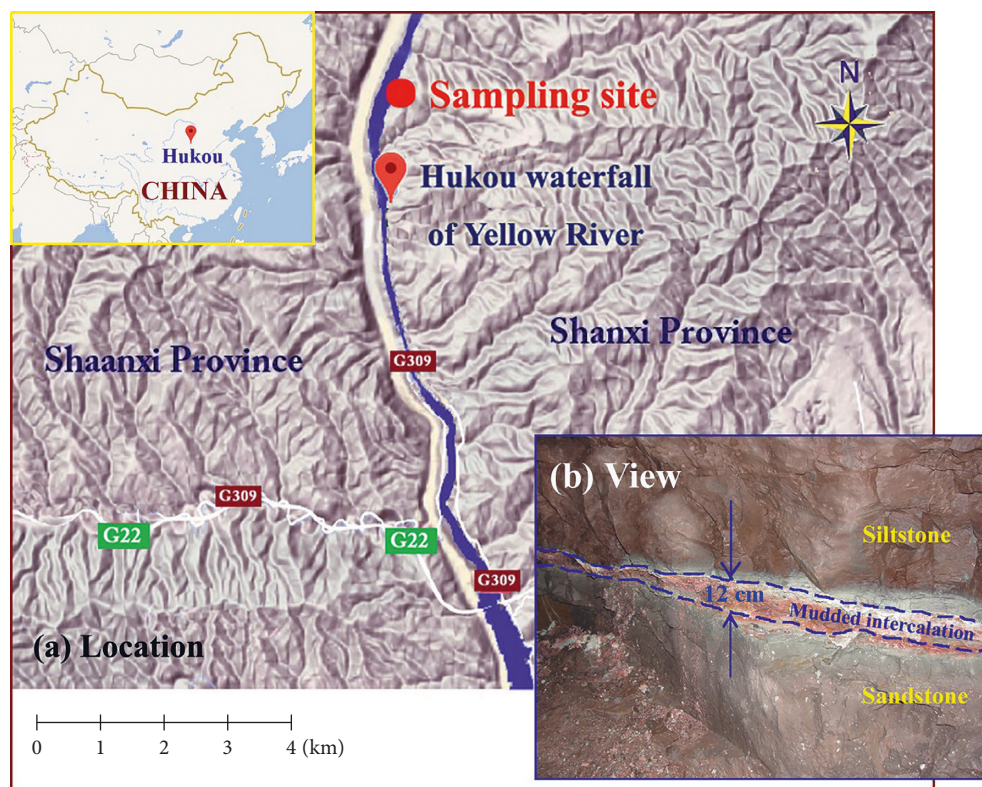 Hukou
CHINA
N
Sampling site
Hukou waterfall
of Yellow River
Shaanxi Province
Shanxi Province
G309
G309
G22
G22
G309
(a) Location
(b) View
Siltstone
12 cm
Mudded intercalation
Sandstone
0 1 2 3 4 (km)